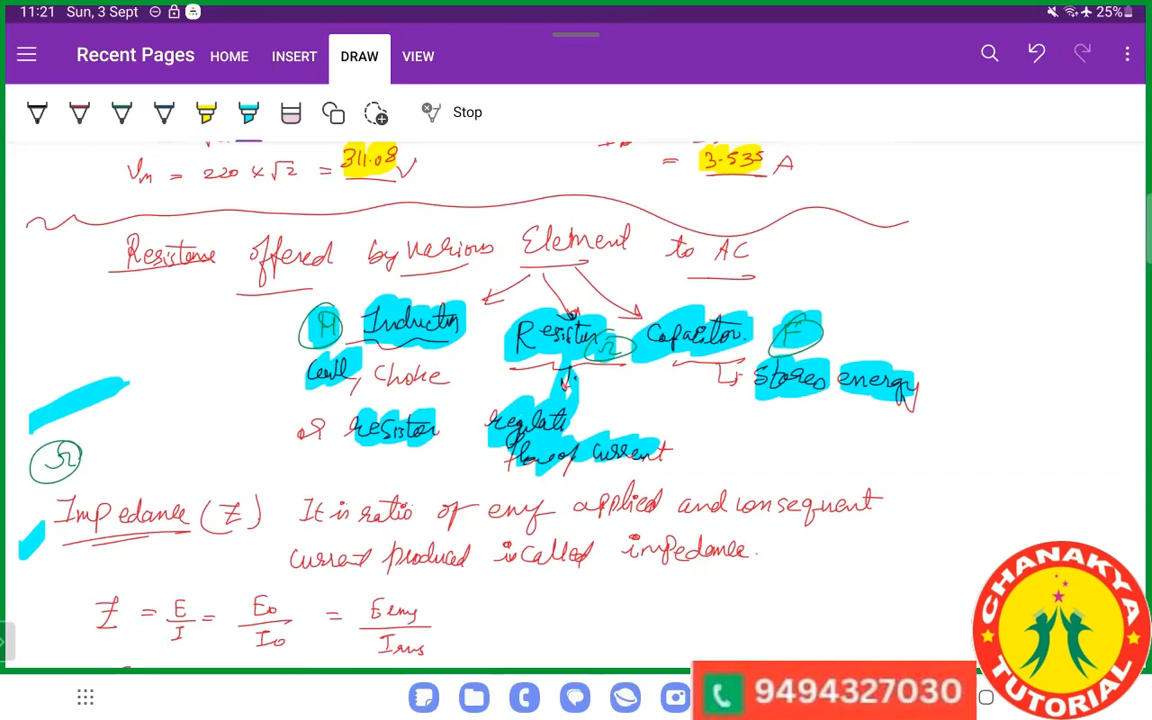 11:21 Sun, 3 Sept 25%
Recent Pages HOME INSERT DRAW VIEW
Stop
Vm = 220 × √2 = 311.08 V
= 3.535 A
Resistance offered by various Element to AC
H Inductor Resistor Ω Capacitor. F
coil, choke stores energy
or resistor regulate
flow of current
Ω
Impedance (Z) It is ratio of emf applied and consequent
current produced is called impedance.
Z = E/I = E₀/I₀ = Eemf/Irms
CHANAKYA
TUTORIAL
9494327030